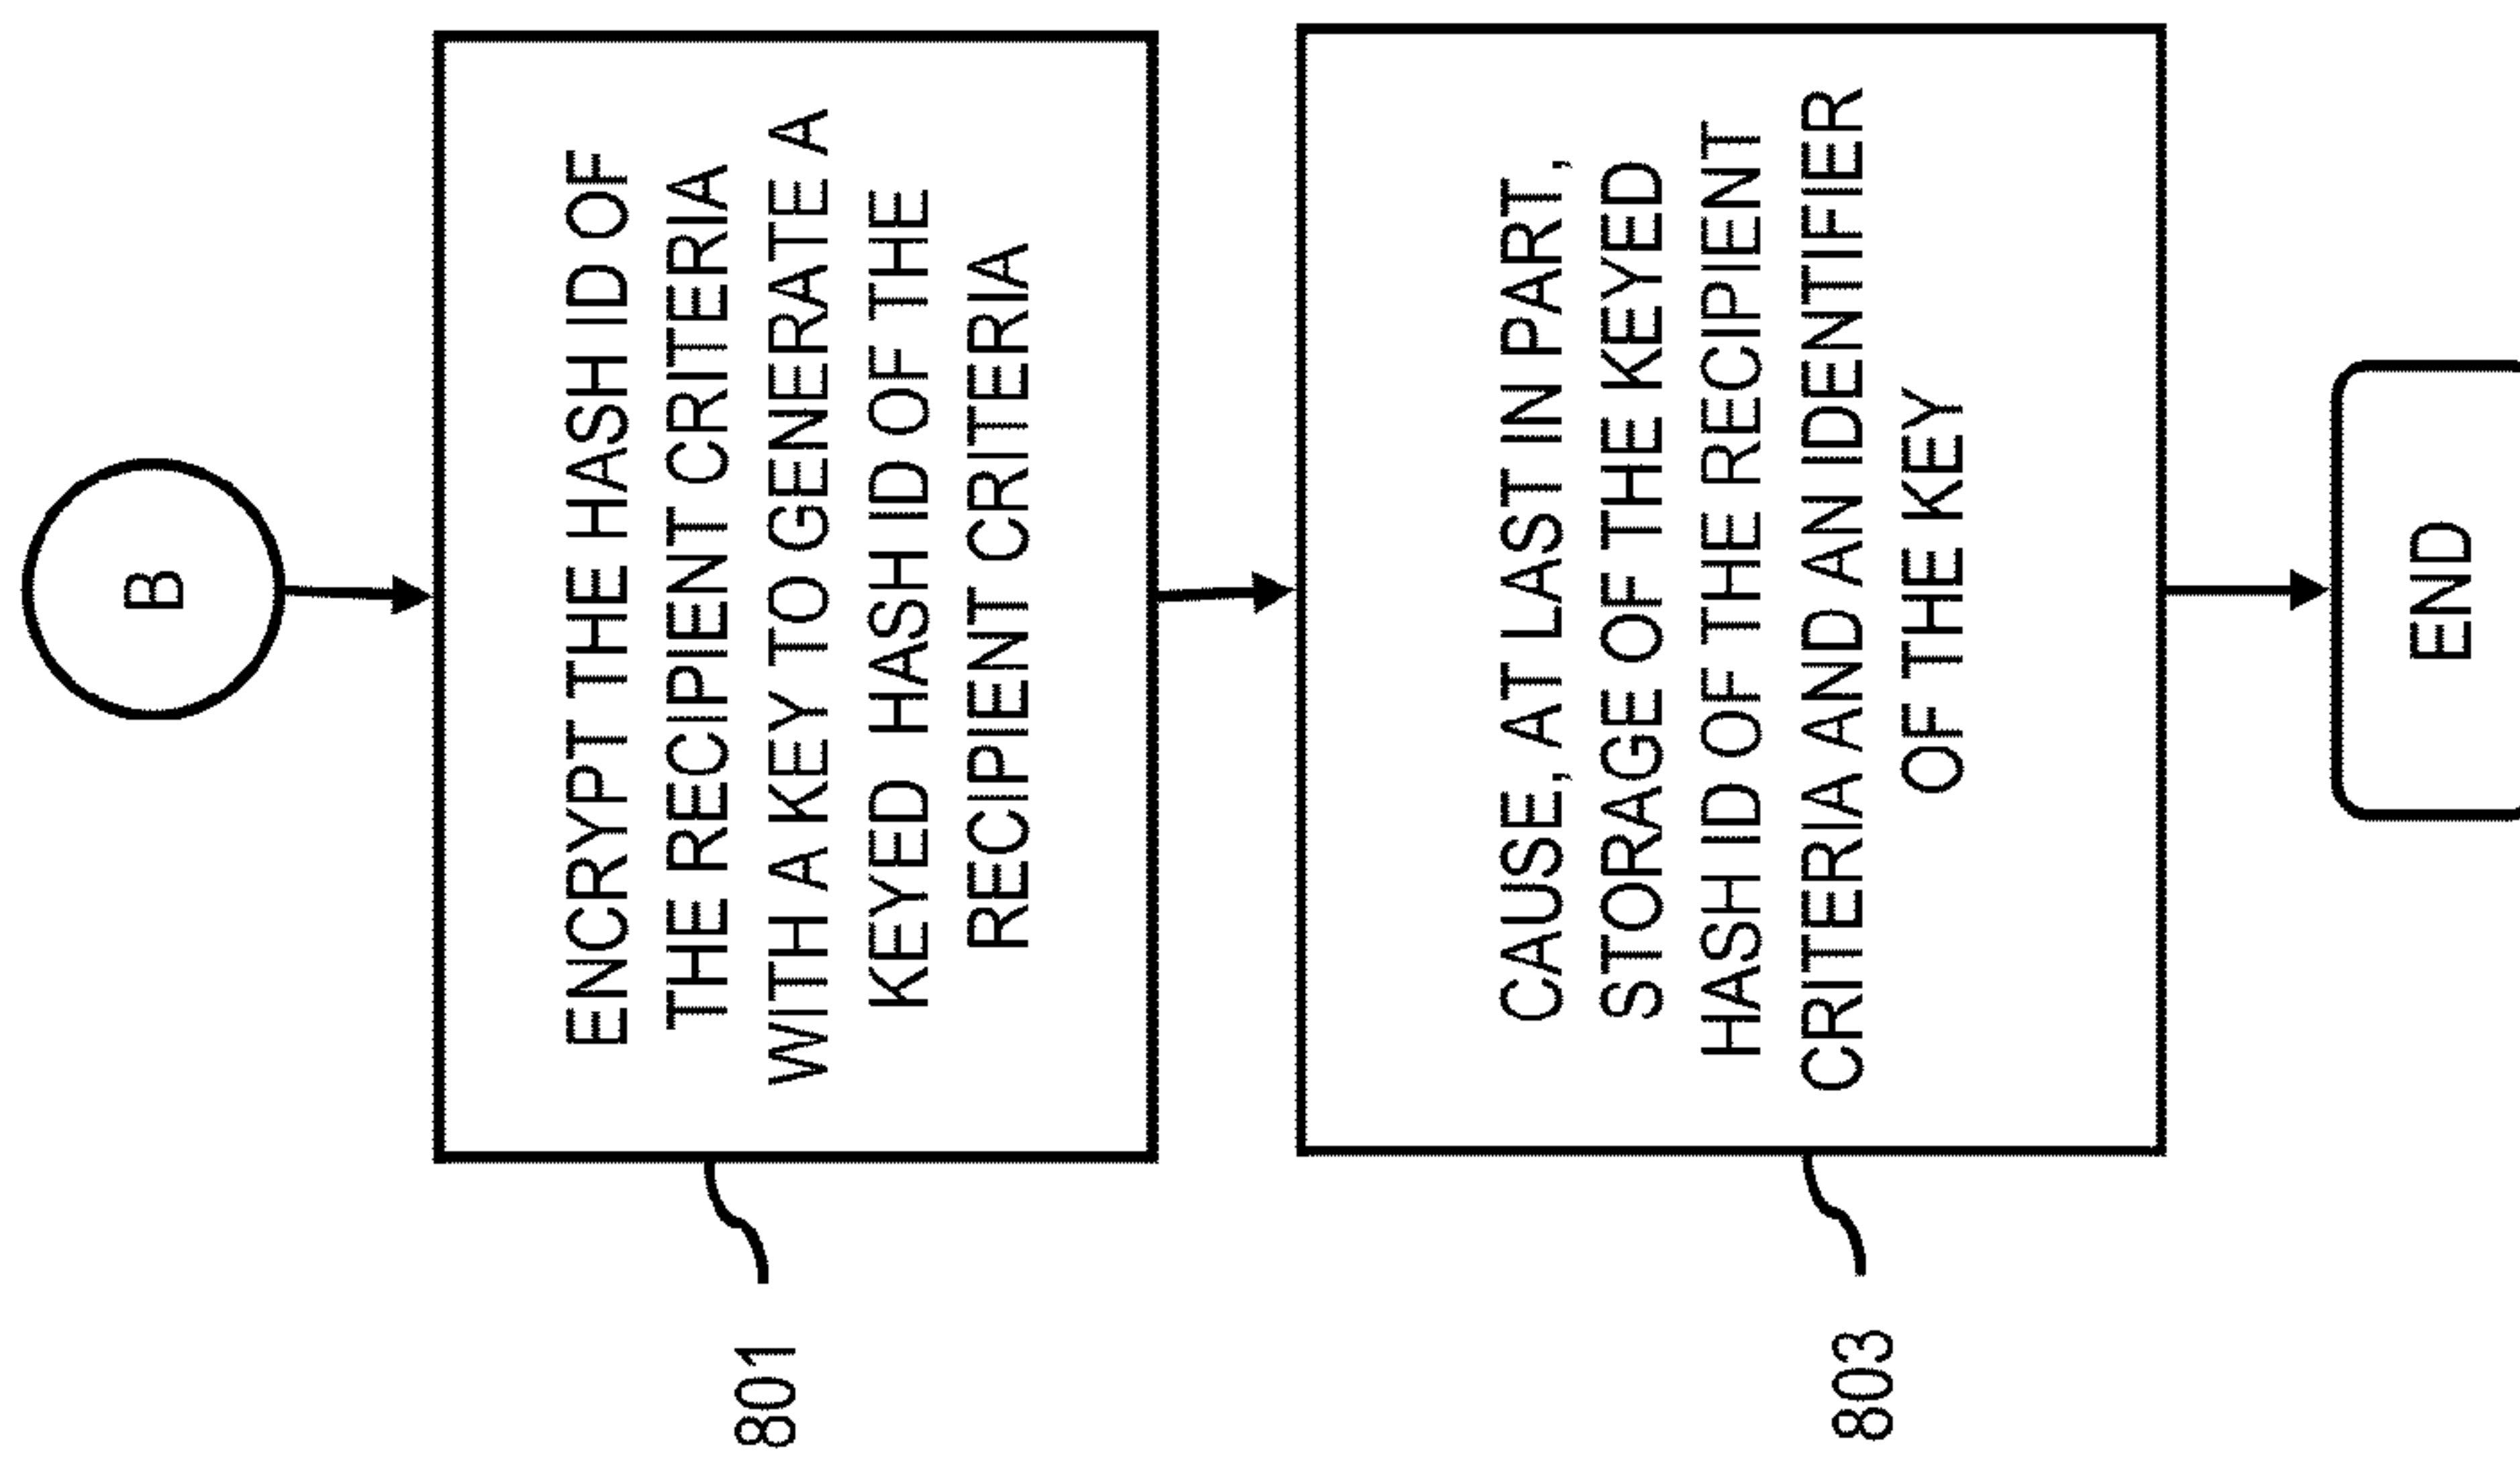 B
ENCRYPT THE HASH ID OF
THE RECIPIENT CRITERIA
WITH A KEY TO GENERATE A
KEYED HASH ID OF THE
RECIPIENT CRITERIA
801
CAUSE, AT LAST IN PART,
STORAGE OF THE KEYED
HASH ID OF THE RECIPIENT
CRITERIA AND AN IDENTIFIER
OF THE KEY
803
END